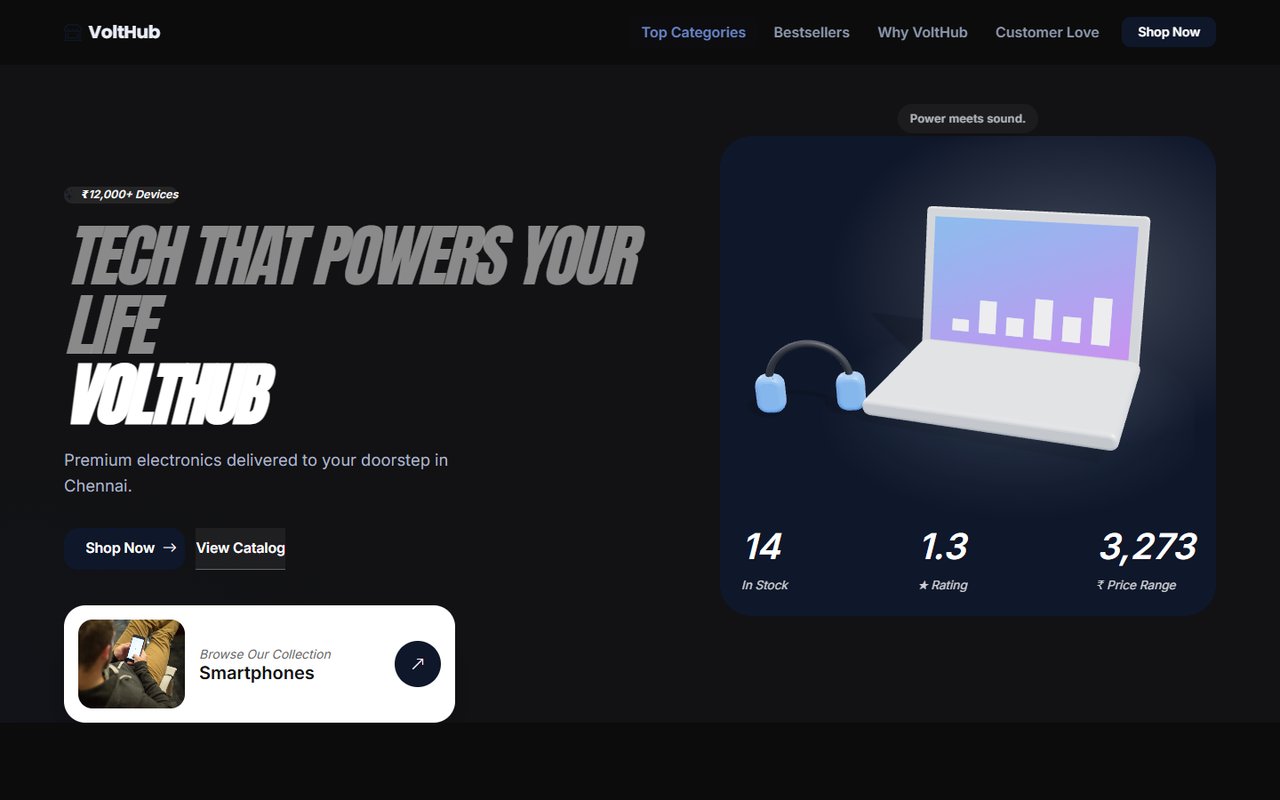 VoltHub
Top Categories
Bestsellers
Why VoltHub
Customer Love
Shop Now
Power meets sound.
₹12,000+ Devices
TECH THAT POWERS YOUR
LIFE
VOLTHUB
Premium electronics delivered to your doorstep in
Chennai.
Shop Now →
View Catalog
Browse Our Collection
Smartphones
14
In Stock
1.3
★ Rating
3,273
₹ Price Range